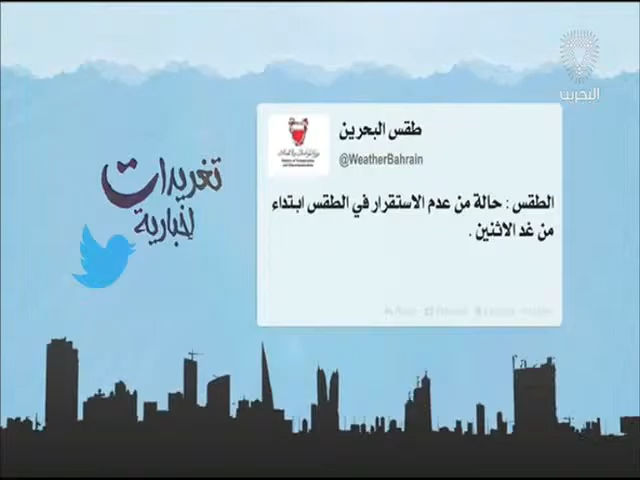 البحرين
طقس البحرين
@WeatherBahrain
تغريدات
إخبارية
الطقس : حالة من عدم الاستقرار في الطقس ابتداء
من غد الاثنين .